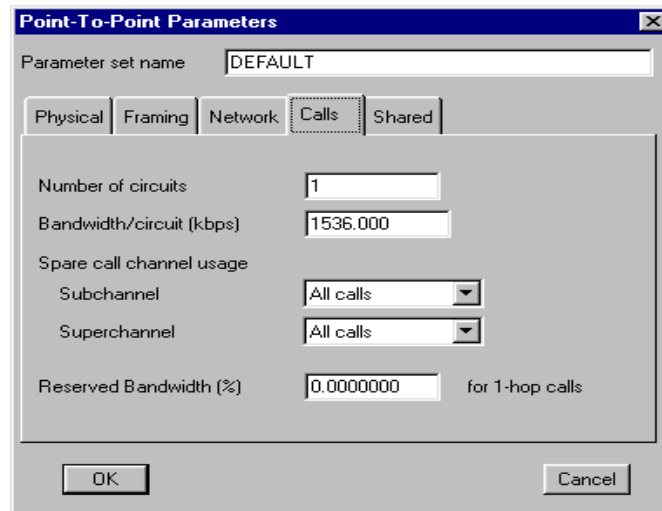 Point-To-Point Parameters
Parameter set name DEFAULT
Physical Framing Network Calls Shared
Number of circuits 1
Bandwidth/circuit (kbps) 1536.000
Spare call channel usage
Subchannel All calls
Superchannel All calls
Reserved Bandwidth (%) 0.0000000 for 1-hop calls
OK Cancel